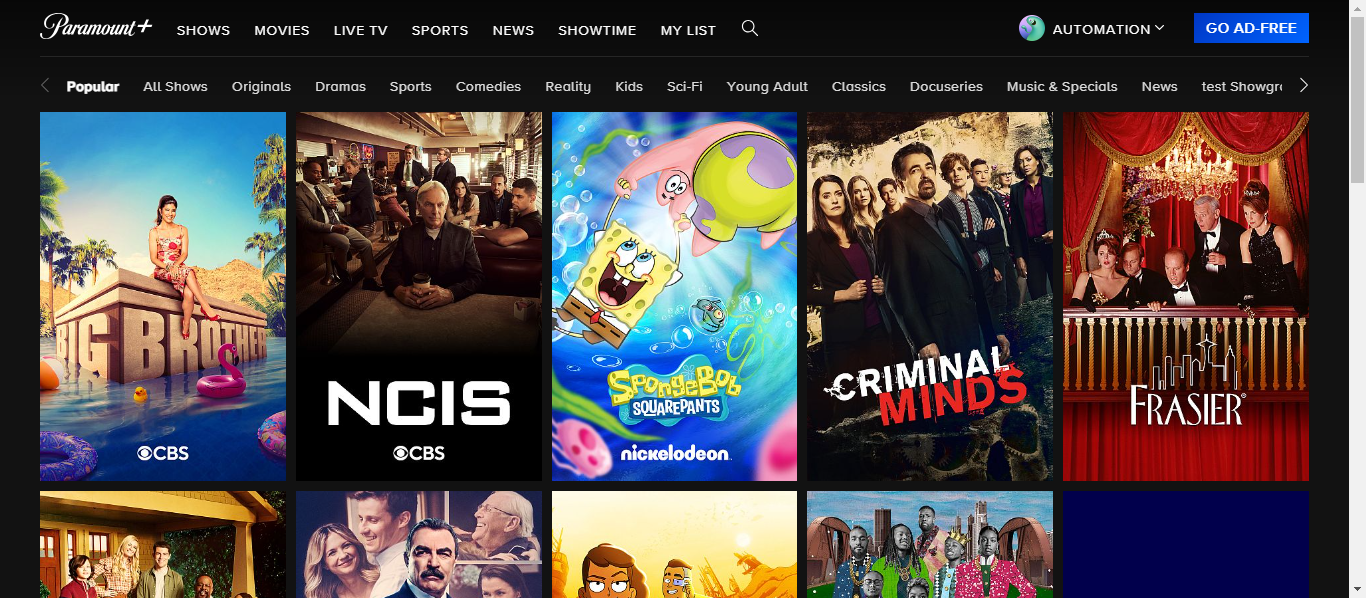 Paramount+
SHOWS MOVIES LIVE TV SPORTS NEWS SHOWTIME MY LIST
AUTOMATION
GO AD-FREE
Popular All Shows Originals Dramas Sports Comedies Reality Kids Sci-Fi Young Adult Classics Docuseries Music & Specials News test Showgr
BIG BROTHER
CBS
NCIS
CBS
SPONGEBOB
SQUAREPANTS
nickelodeon
CRIMINAL
MINDS
FRASIER